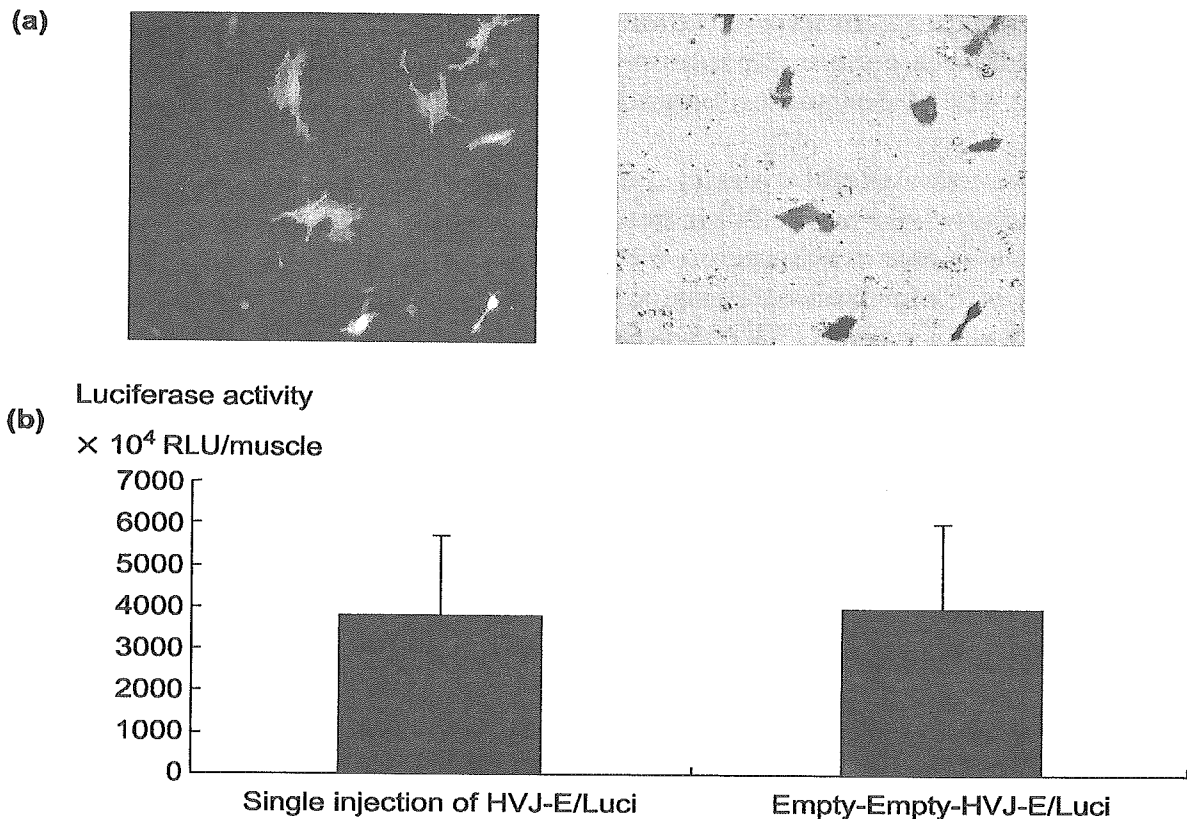 (a)
(b)
Luciferase activity
× 10⁴ RLU/muscle
7000
6000
5000
4000
3000
2000
1000
0
Single injection of HVJ-E/Luci
Empty-Empty-HVJ-E/Luci